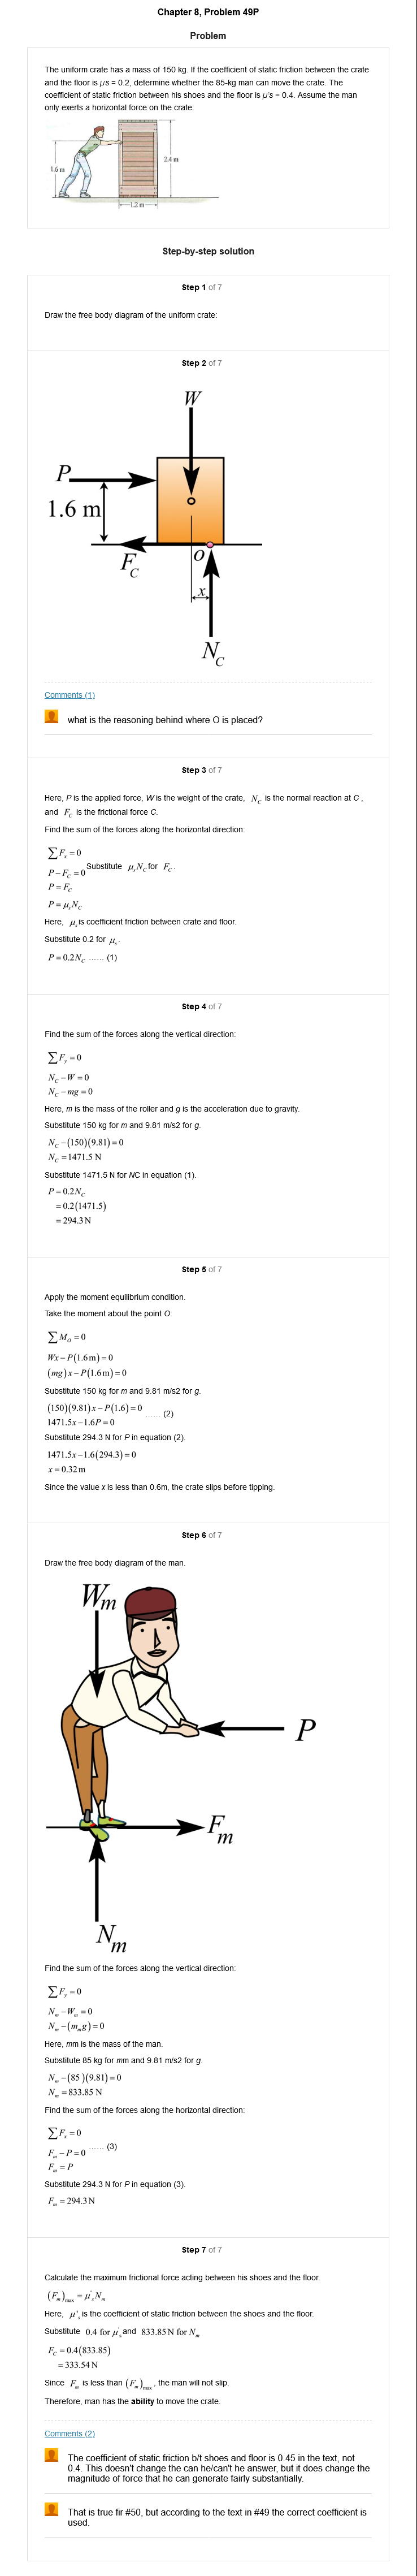 Chapter 8, Problem 49P
Problem
The uniform crate has a mass of 150 kg. If the coefficient of static friction between the crate
and the floor is μs = 0.2, determine whether the 85-kg man can move the crate. The
coefficient of static friction between his shoes and the floor is μ's = 0.4. Assume the man
only exerts a horizontal force on the crate.
2.4 m
1.6 m
1.2 m
Step-by-step solution
Step 1 of 7
Draw the free body diagram of the uniform crate:
Step 2 of 7
W
P
1.6 m
F_C
O
x
N_C
Comments (1)
what is the reasoning behind where O is placed?
Step 3 of 7
Here, P is the applied force, W is the weight of the crate, N_C is the normal reaction at C ,
and F_C is the frictional force C.
Find the sum of the forces along the horizontal direction:
∑F_x = 0
P − F_C = 0 Substitute μ_s N_C for F_C.
P = F_C
P = μ_s N_C
Here, μ_s is coefficient friction between crate and floor.
Substitute 0.2 for μ_s.
P = 0.2N_C ...... (1)
Step 4 of 7
Find the sum of the forces along the vertical direction:
∑F_y = 0
N_C − W = 0
N_C − mg = 0
Here, m is the mass of the roller and g is the acceleration due to gravity.
Substitute 150 kg for m and 9.81 m/s2 for g.
N_C − (150)(9.81) = 0
N_C = 1471.5 N
Substitute 1471.5 N for NC in equation (1).
P = 0.2N_C
= 0.2(1471.5)
= 294.3 N
Step 5 of 7
Apply the moment equilibrium condition.
Take the moment about the point O:
∑M_O = 0
Wx − P(1.6 m) = 0
(mg)x − P(1.6 m) = 0
Substitute 150 kg for m and 9.81 m/s2 for g.
(150)(9.81)x − P(1.6) = 0 ...... (2)
1471.5x − 1.6P = 0
Substitute 294.3 N for P in equation (2).
1471.5x − 1.6(294.3) = 0
x = 0.32 m
Since the value x is less than 0.6m, the crate slips before tipping.
Step 6 of 7
Draw the free body diagram of the man.
W_m
P
F_m
N_m
Find the sum of the forces along the vertical direction:
∑F_y = 0
N_m − W_m = 0
N_m − (m_m g) = 0
Here, mm is the mass of the man.
Substitute 85 kg for mm and 9.81 m/s2 for g.
N_m − (85)(9.81) = 0
N_m = 833.85 N
Find the sum of the forces along the horizontal direction:
∑F_x = 0
F_m − P = 0 ...... (3)
F_m = P
Substitute 294.3 N for P in equation (3).
F_m = 294.3 N
Step 7 of 7
Calculate the maximum frictional force acting between his shoes and the floor.
(F_m)_max = μ'_s N_m
Here, μ'_s is the coefficient of static friction between the shoes and the floor.
Substitute 0.4 for μ'_s and 833.85 N for N_m
F_C = 0.4(833.85)
= 333.54 N
Since F_m is less than (F_m)_max , the man will not slip.
Therefore, man has the ability to move the crate.
Comments (2)
The coefficient of static friction b/t shoes and floor is 0.45 in the text, not
0.4. This doesn't change the can he/can't he answer, but it does change the
magnitude of force that he can generate fairly substantially.
That is true fir #50, but according to the text in #49 the correct coefficient is
used.